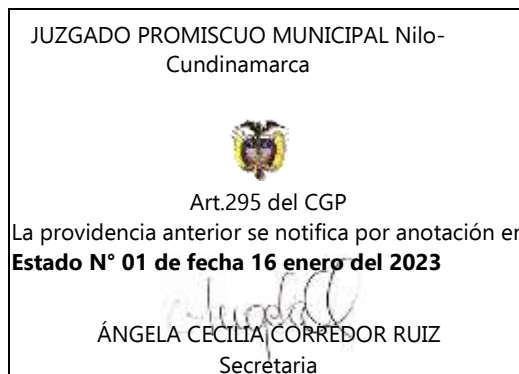 JUZGADO PROMISCUO MUNICIPAL Nilo-
Cundinamarca
Art.295 del CGP
La providencia anterior se notifica por anotación en
Estado N° 01 de fecha 16 enero del 2023
ÁNGELA CECILIA CORREDOR RUIZ
Secretaria